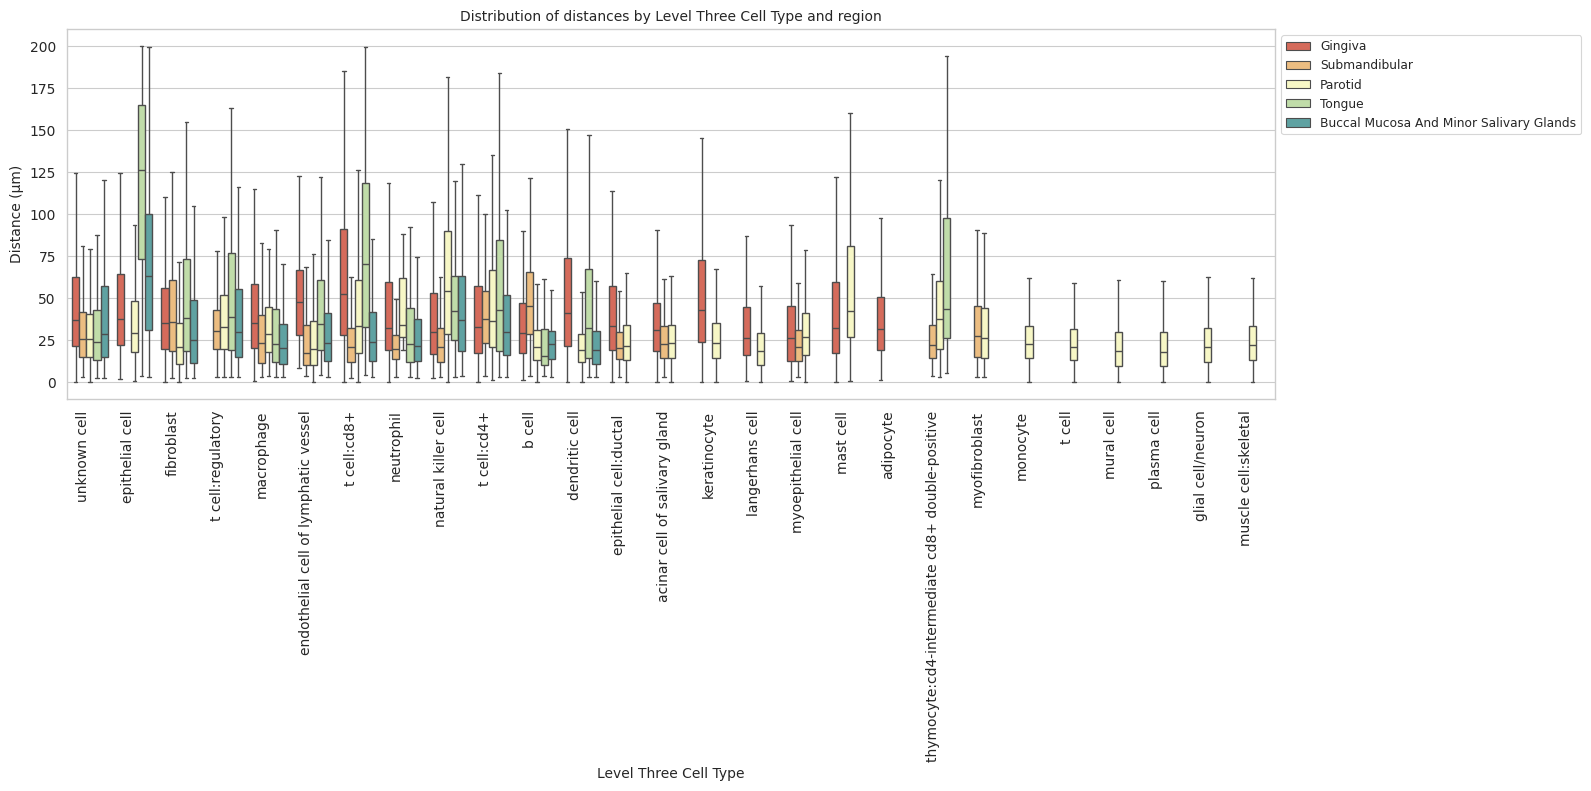 Distribution of distances by Level Three Cell Type and region
200
175
150
125
100
75
50
25
0
Distance (μm)
Gingiva
Submandibular
Parotid
Tongue
Buccal Mucosa And Minor Salivary Glands
unknown cell
epithelial cell
fibroblast
t cell:regulatory
macrophage
endothelial cell of lymphatic vessel
t cell:cd8+
neutrophil
natural killer cell
t cell:cd4+
b cell
dendritic cell
epithelial cell:ductal
acinar cell of salivary gland
keratinocyte
langerhans cell
myoepithelial cell
mast cell
adipocyte
thymocyte:cd4-intermediate cd8+ double-positive
myofibroblast
monocyte
t cell
mural cell
plasma cell
glial cell/neuron
muscle cell:skeletal
Level Three Cell Type